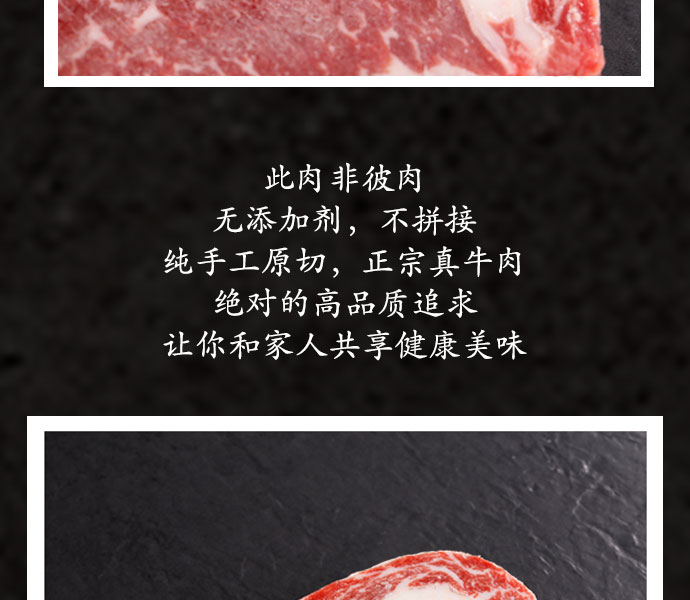 此肉非彼肉
无添加剂，不拼接
纯手工原切，正宗真牛肉
绝对的高品质追求
让你和家人共享健康美味